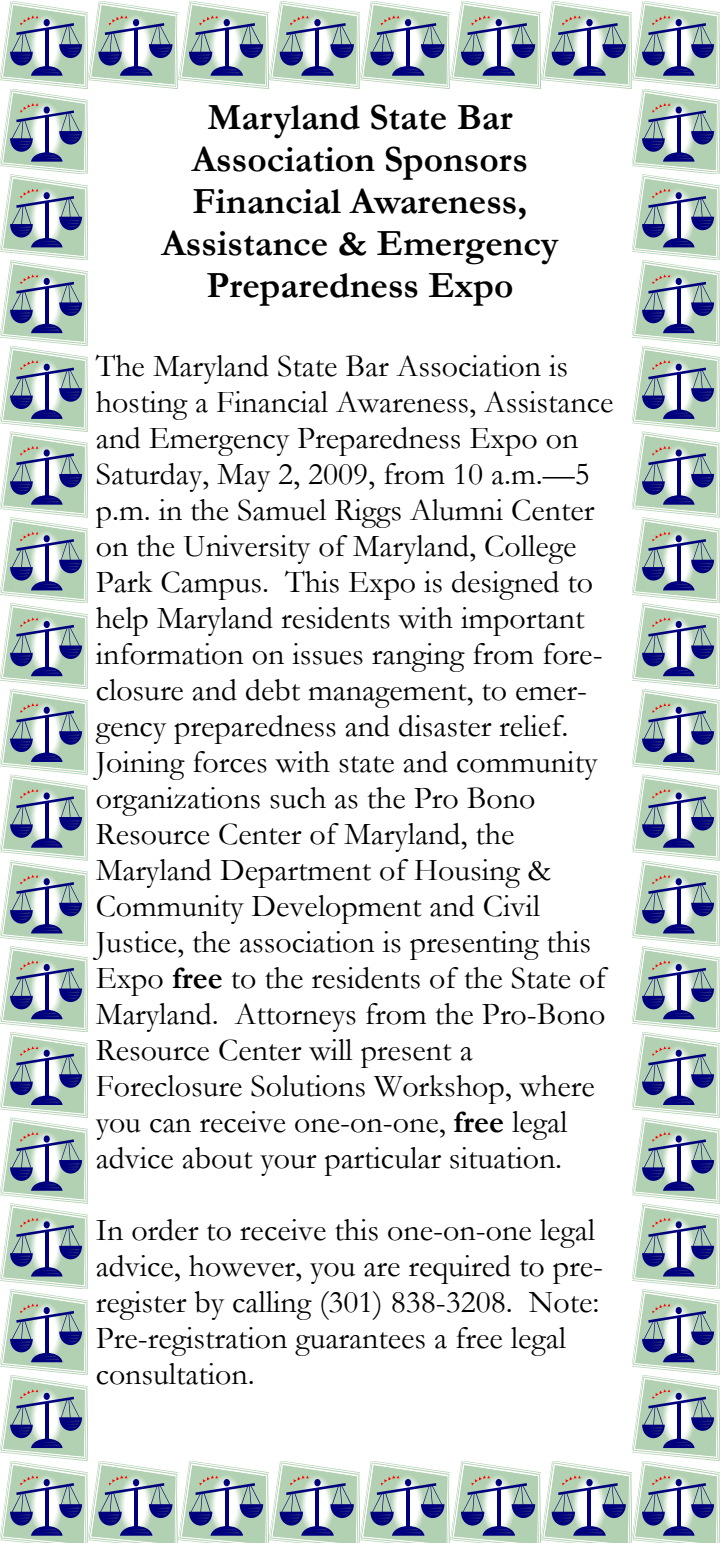 Maryland State Bar
Association Sponsors
Financial Awareness,
Assistance & Emergency
Preparedness Expo
The Maryland State Bar Association is
hosting a Financial Awareness, Assistance
and Emergency Preparedness Expo on
Saturday, May 2, 2009, from 10 a.m.—5
p.m. in the Samuel Riggs Alumni Center
on the University of Maryland, College
Park Campus.  This Expo is designed to
help Maryland residents with important
information on issues ranging from fore-
closure and debt management, to emer-
gency preparedness and disaster relief.
Joining forces with state and community
organizations such as the Pro Bono
Resource Center of Maryland, the
Maryland Department of Housing &
Community Development and Civil
Justice, the association is presenting this
Expo free to the residents of the State of
Maryland.  Attorneys from the Pro-Bono
Resource Center will present a
Foreclosure Solutions Workshop, where
you can receive one-on-one, free legal
advice about your particular situation.
In order to receive this one-on-one legal
advice, however, you are required to pre-
register by calling (301) 838-3208.  Note:
Pre-registration guarantees a free legal
consultation.